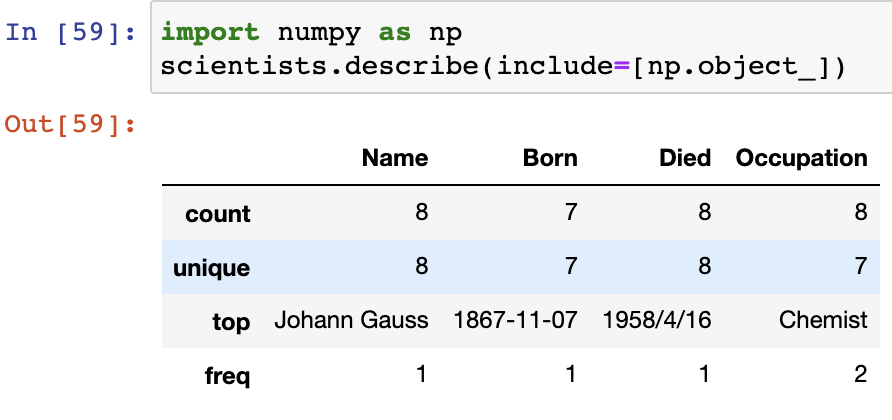 In [59]: import numpy as np
scientists.describe(include=[np.object_])
Out[59]:
Name Born Died Occupation
count 8 7 8 8
unique 8 7 8 7
top Johann Gauss 1867-11-07 1958/4/16 Chemist
freq 1 1 1 2